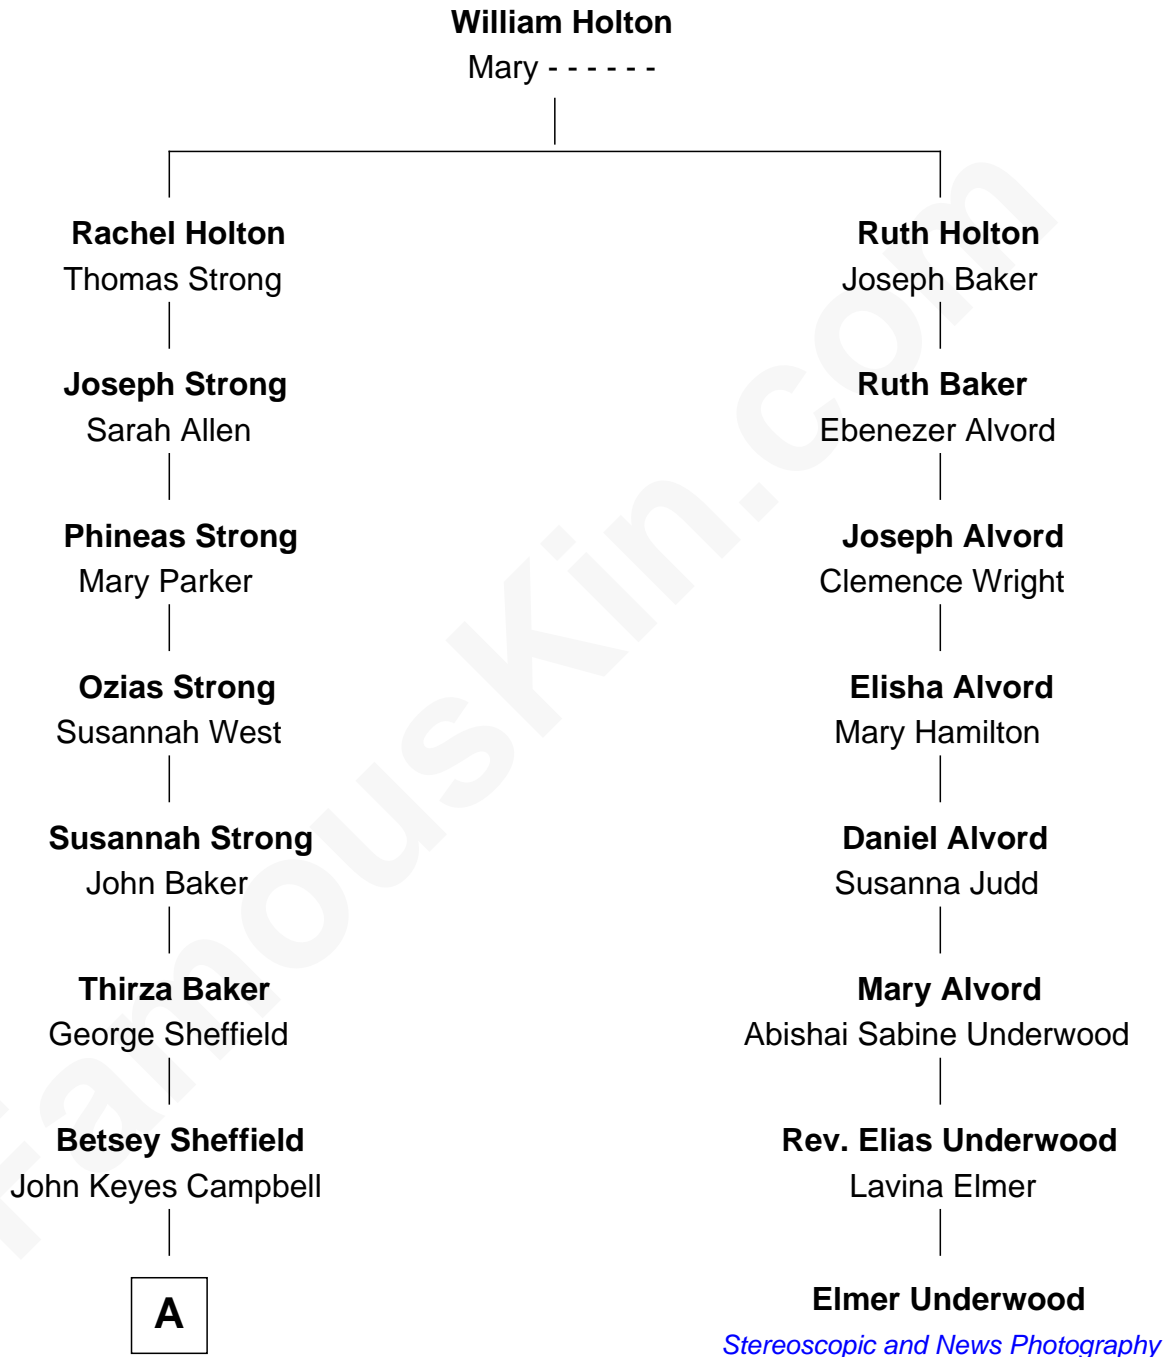 William Holton
Mary - - - - - -
Rachel Holton
Thomas Strong
Ruth Holton
Joseph Baker
Joseph Strong
Sarah Allen
Ruth Baker
Ebenezer Alvord
Phineas Strong
Mary Parker
Joseph Alvord
Clemence Wright
Ozias Strong
Susannah West
Elisha Alvord
Mary Hamilton
Susannah Strong
John Baker
Daniel Alvord
Susanna Judd
Thirza Baker
George Sheffield
Mary Alvord
Abishai Sabine Underwood
Betsey Sheffield
John Keyes Campbell
Rev. Elias Underwood
Lavina Elmer
A
Elmer Underwood
Stereoscopic and News Photography
FamousKin.com